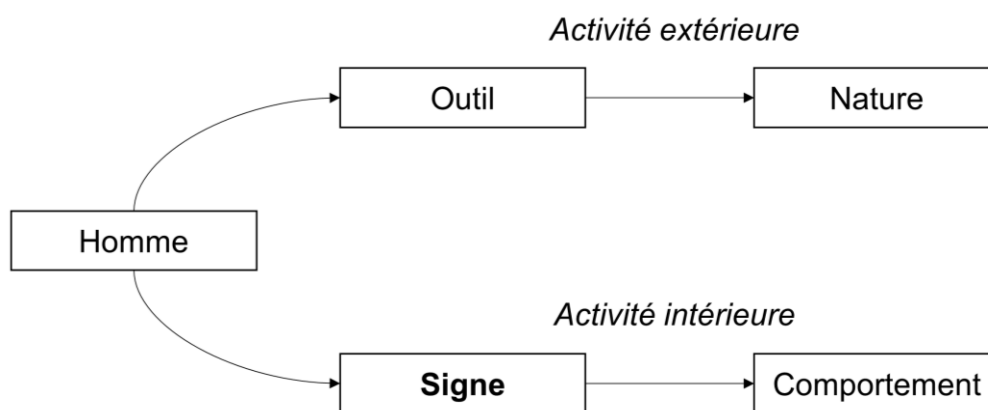 Activité extérieure
Outil
Nature
Homme
Activité intérieure
Signe
Comportement